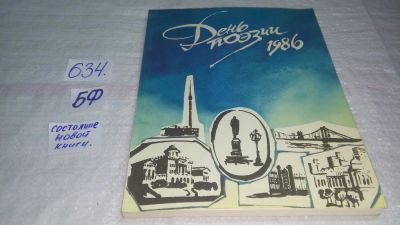 634.
БФ
состояние
новой
книги.
День
поэзии
1986